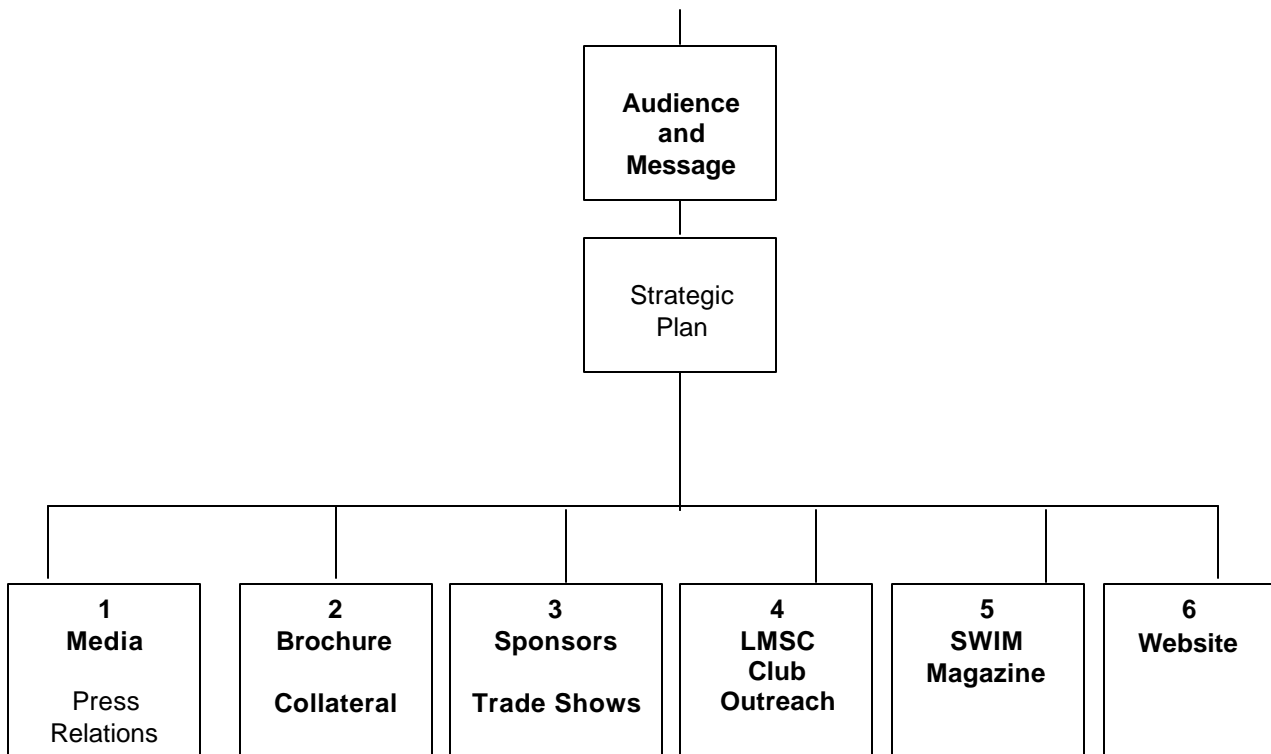 Audience
and
Message
Strategic
Plan
1
Media
Press
Relations
2
Brochure
Collateral
3
Sponsors
Trade Shows
4
LMSC
Club
Outreach
5
SWIM
Magazine
6
Website